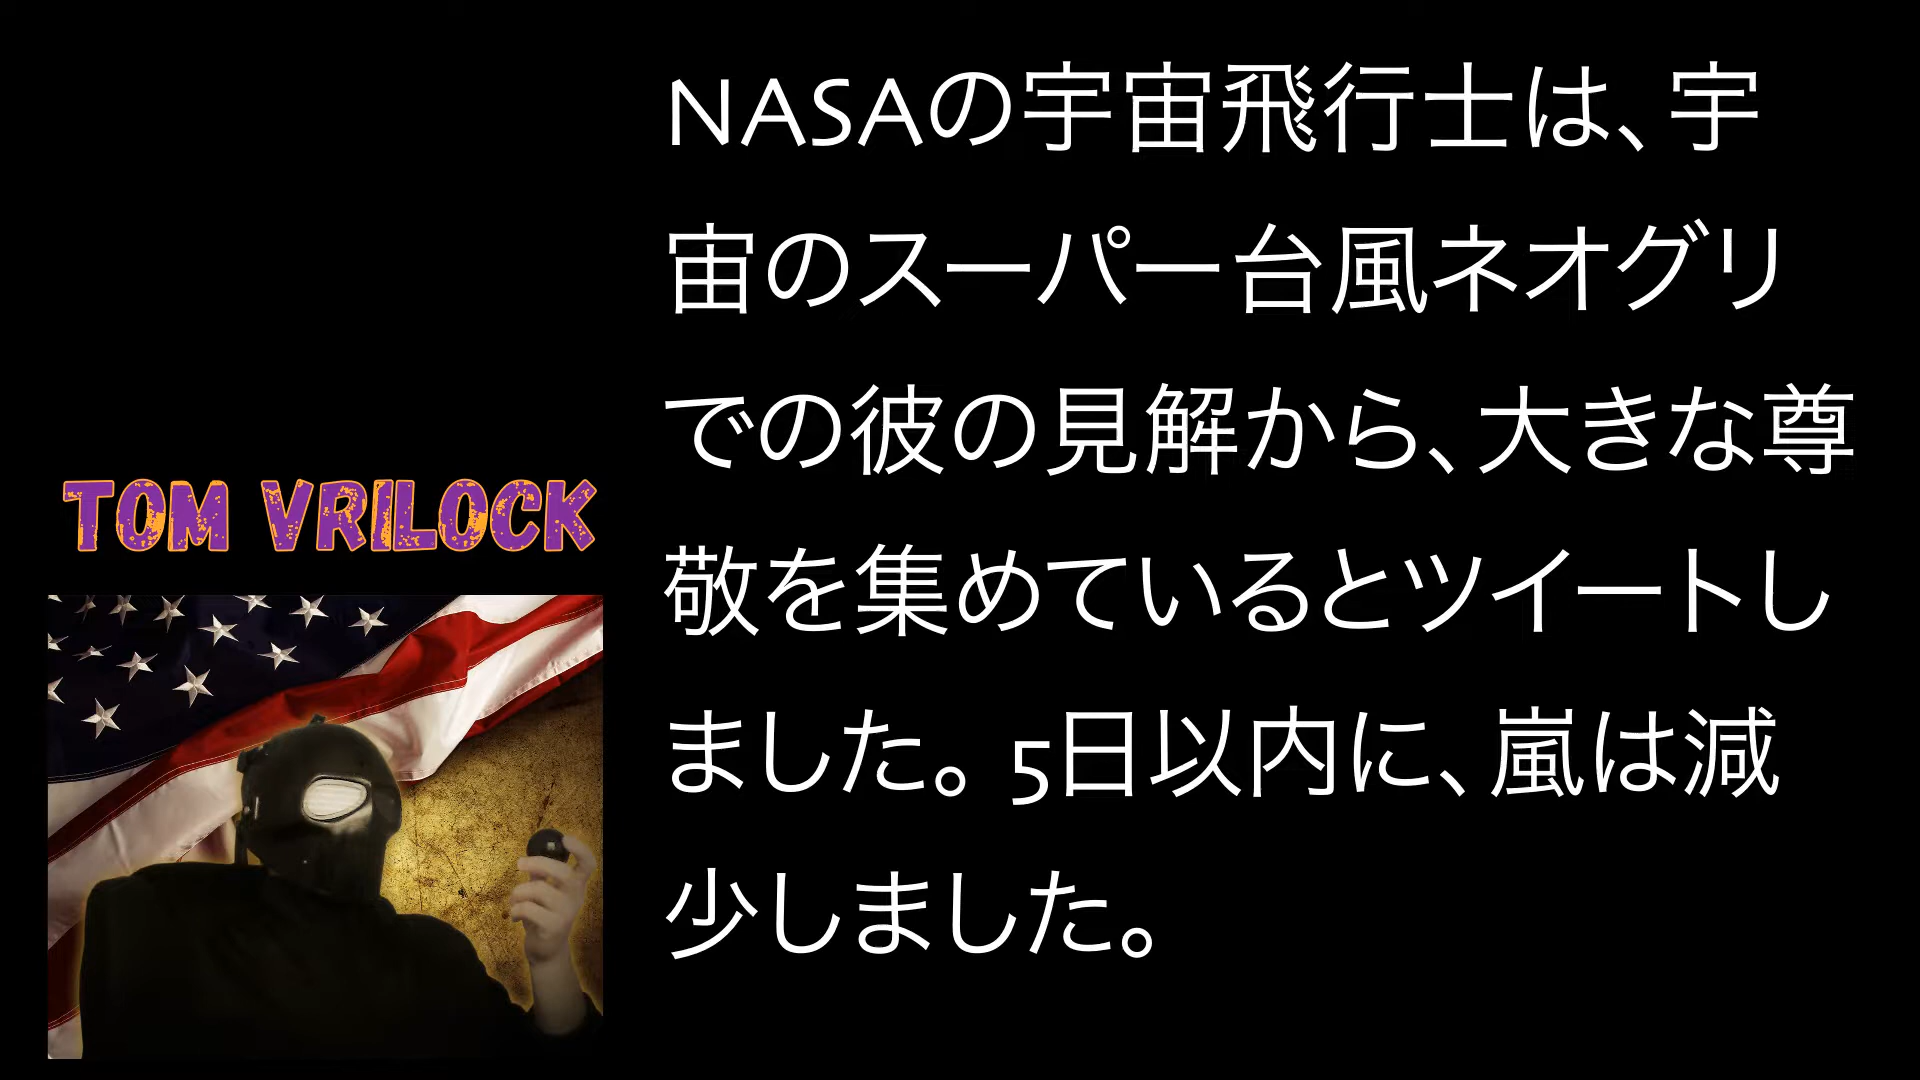 NASAの宇宙飛行士は、宇
宙のスーパー台風ネオグリ
での彼の見解から、大きな尊
敬を集めているとツイートし
ました。5日以内に、嵐は減
少しました。
TOM VRILOCK